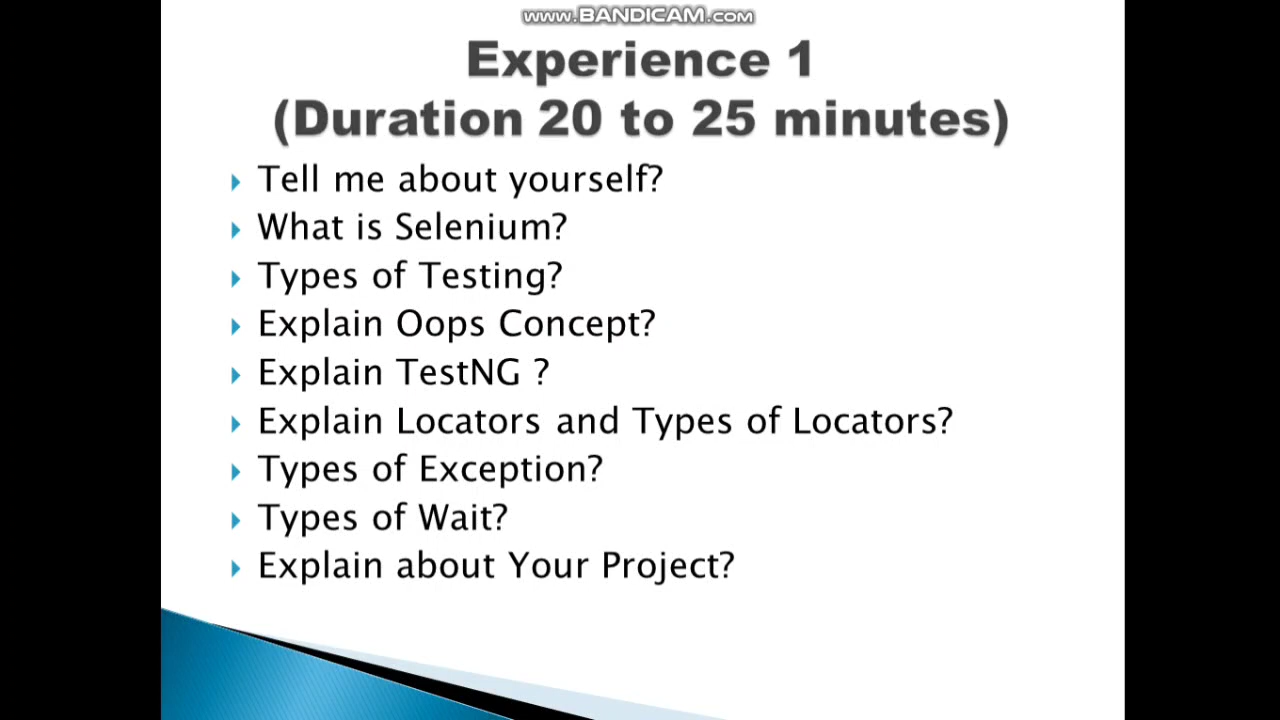 www.BANDICAM.com
Experience 1
(Duration 20 to 25 minutes)
Tell me about yourself?
What is Selenium?
Types of Testing?
Explain Oops Concept?
Explain TestNG ?
Explain Locators and Types of Locators?
Types of Exception?
Types of Wait?
Explain about Your Project?